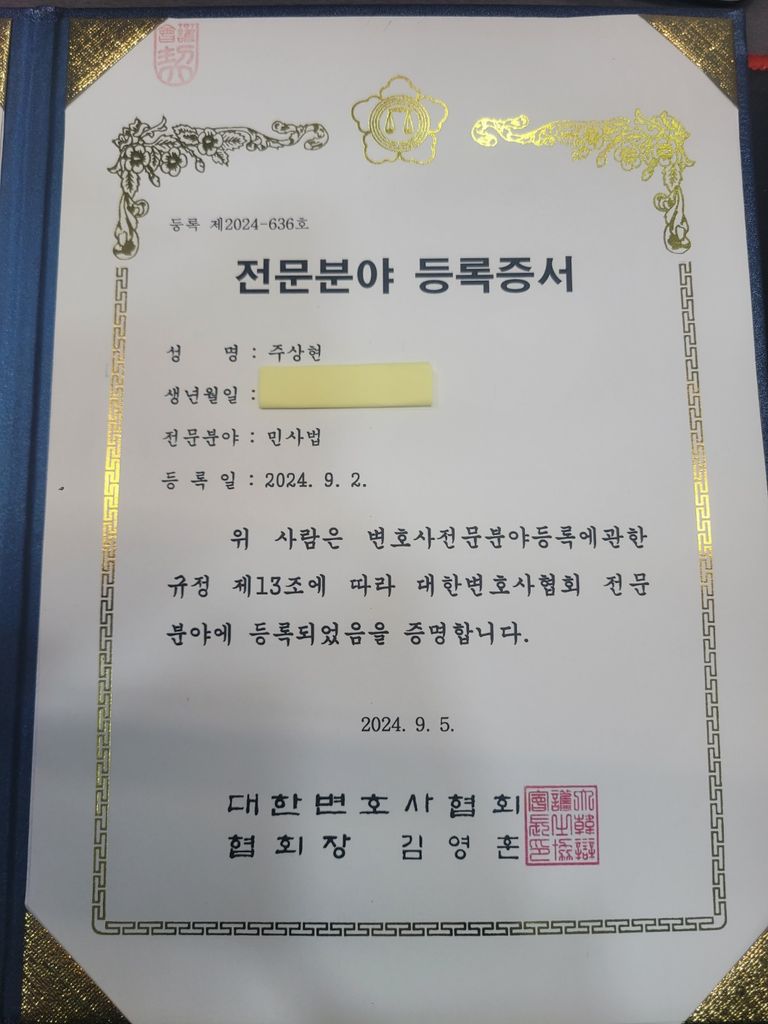 등록 제2024-636호
전문분야 등록증서
성 명 : 주상현
생년월일 :
전문분야 : 민사법
등 록 일 : 2024. 9. 2.
위 사람은 변호사전문분야등록에관한
규정 제13조에 따라 대한변호사협회 전문
분야에 등록되었음을 증명합니다.
2024. 9. 5.
대한변호사협회
협회장 김영훈